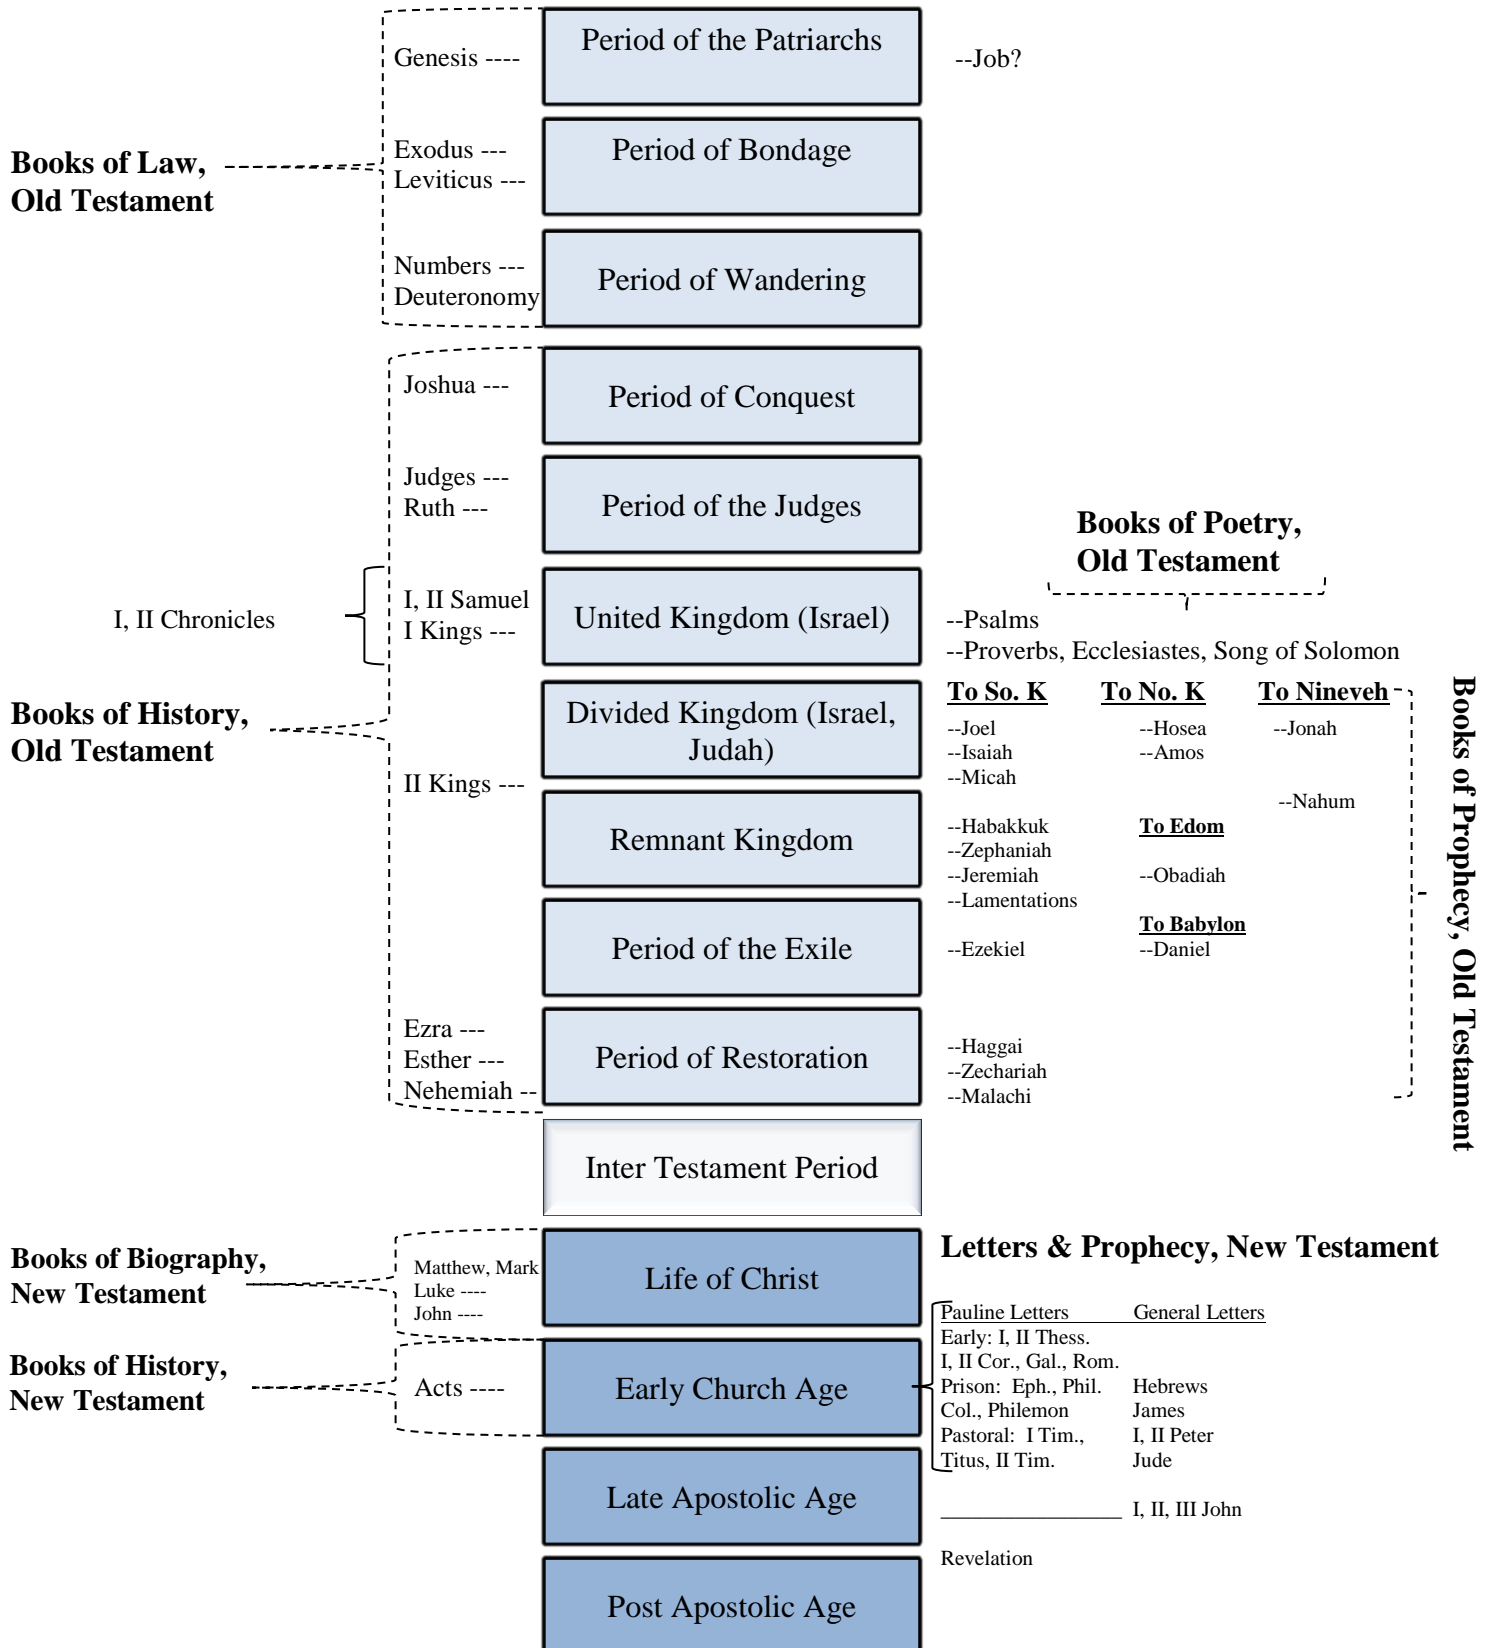 Period of the Patriarchs
Genesis ----
--Job?
Books of Law,
Old Testament
Exodus ---
Leviticus ---
Period of Bondage
Numbers ---
Deuteronomy
Period of Wandering
Joshua ---
Period of Conquest
Judges ---
Ruth ---
Period of the Judges
Books of Poetry,
Old Testament
I, II Chronicles
I, II Samuel
I Kings ---
United Kingdom (Israel)
--Psalms
--Proverbs, Ecclesiastes, Song of Solomon
Books of History,
Old Testament
Divided Kingdom (Israel,
Judah)
II Kings ---
Remnant Kingdom
Period of the Exile
To So. K
--Joel
--Isaiah
--Micah
--Habakkuk
--Zephaniah
--Jeremiah
--Lamentations
--Ezekiel
To No. K
--Hosea
--Amos
To Edom
--Obadiah
To Babylon
--Daniel
To Nineveh
--Jonah
--Nahum
Books of Prophecy, Old Testament
Ezra ---
Esther ---
Nehemiah --
Period of Restoration
--Haggai
--Zechariah
--Malachi
Inter Testament Period
Books of Biography,
New Testament
Matthew, Mark
Luke ----
John ----
Life of Christ
Letters & Prophecy, New Testament
Books of History,
New Testament
Acts ----
Early Church Age
Pauline Letters General Letters
Early: I, II Thess.
I, II Cor., Gal., Rom.
Prison: Eph., Phil. Hebrews
Col., Philemon James
Pastoral: I Tim., I, II Peter
Titus, II Tim. Jude
Late Apostolic Age
_________________ I, II, III John
Revelation
Post Apostolic Age